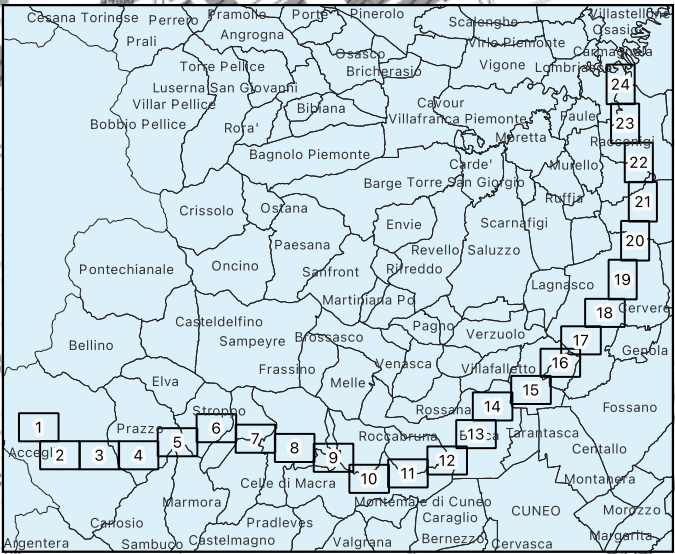 Cesana Torinese
Perrero
Pramollo
Porte
Pinerolo
Villastellone
Scalenghe
Osasio
Angrogna
Prali
Virlo Piemonte
Carmagnola
Osasco
Vigone
Lombriasco
Torre Pellice
Bricherasio
24
Luserna San Giovanni
Villar Pellice
Bibiana
Cavour
Bobbio Pellice
Rora'
Villafranca Piemonte
Faule
23
Moretta
Racconigi
Bagnolo Piemonte
Carde'
Murello
22
Barge
Torre San Giorgio
Ruffia
21
Crissolo
Ostana
Envie
Scarnafigi
20
Paesana
Revello
Saluzzo
Pontechianale
Oncino
Sanfront
Rifreddo
19
Lagnasco
Martiniana Po
18
Cervere
Casteldelfino
Pagno
Verzuolo
Bellino
Sampeyre
Brossasco
17
Genola
Venasca
16
Frassino
Villafalletto
Elva
Melle
15
Stroppo
Rossana
14
Fossano
1
Prazzo
6
7
Roccabruna
13
Tarantasca
5
8
Centallo
2
3
4
9
12
10
11
Celle di Macra
Montanera
Marmora
Montemale di Cuneo
CUNEO
Morozzo
Canosio
Pradleves
Caraglio
Argentera
Sambuco
Castelmagno
Valgrana
Bernezzo
Cervasca
Margarita